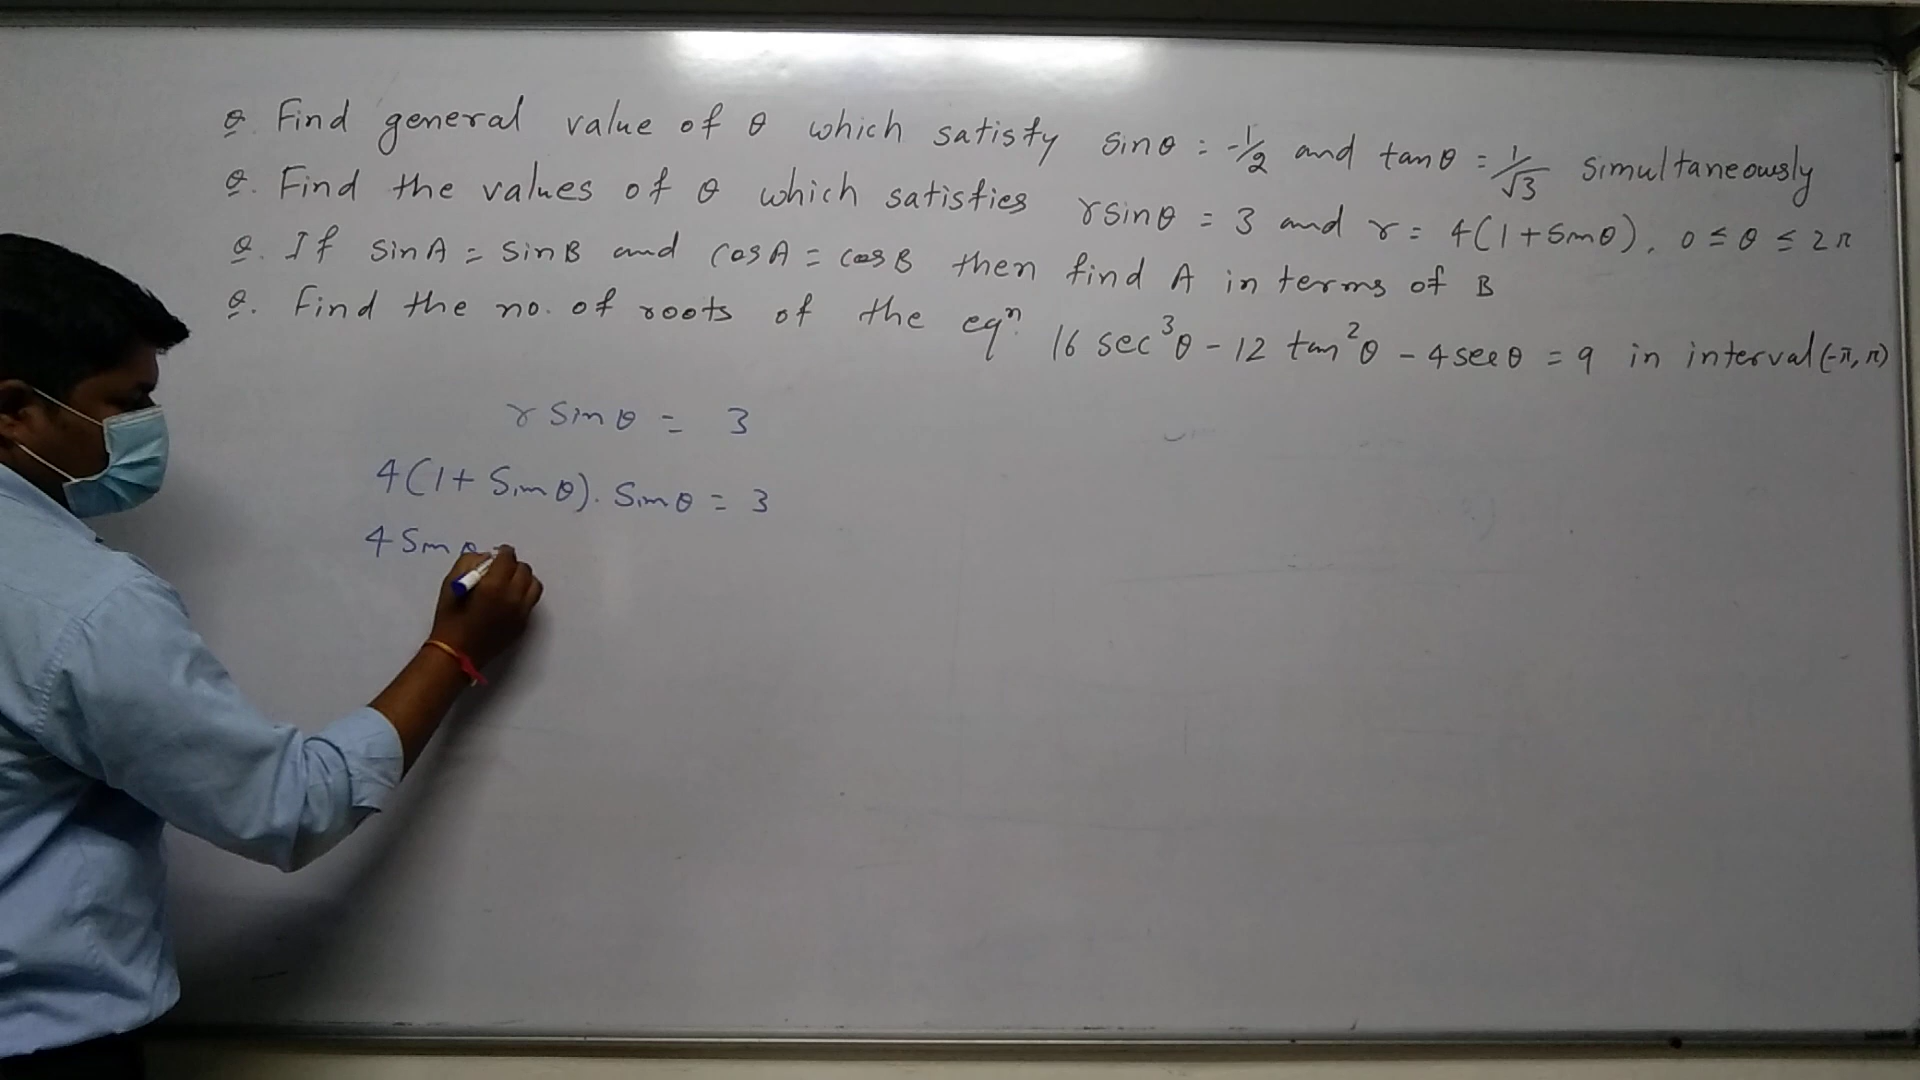 Q. Find general value of θ which satisfy sinθ = -1/2 and tanθ = 1/√3 simultaneously
Q. Find the values of θ which satisfies rsinθ = 3 and r = 4(1+sinθ), 0 ≤ θ ≤ 2π
Q. If sinA = sinB and cosA = cosB then find A in terms of B
Q. Find the no. of roots of the eqⁿ. 16 sec³θ - 12 tan²θ - 4secθ = 9 in interval (-π, π)
r sinθ = 3
4(1+ Sinθ). Sinθ = 3
4 Sinθ